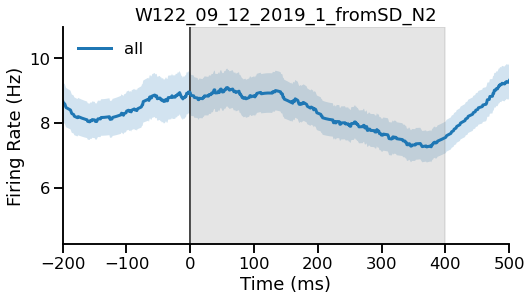 W122_09_12_2019_1_fromSD_N2
all
Firing Rate (Hz)
10
8
6
−200 −100 0 100 200 300 400 500
Time (ms)